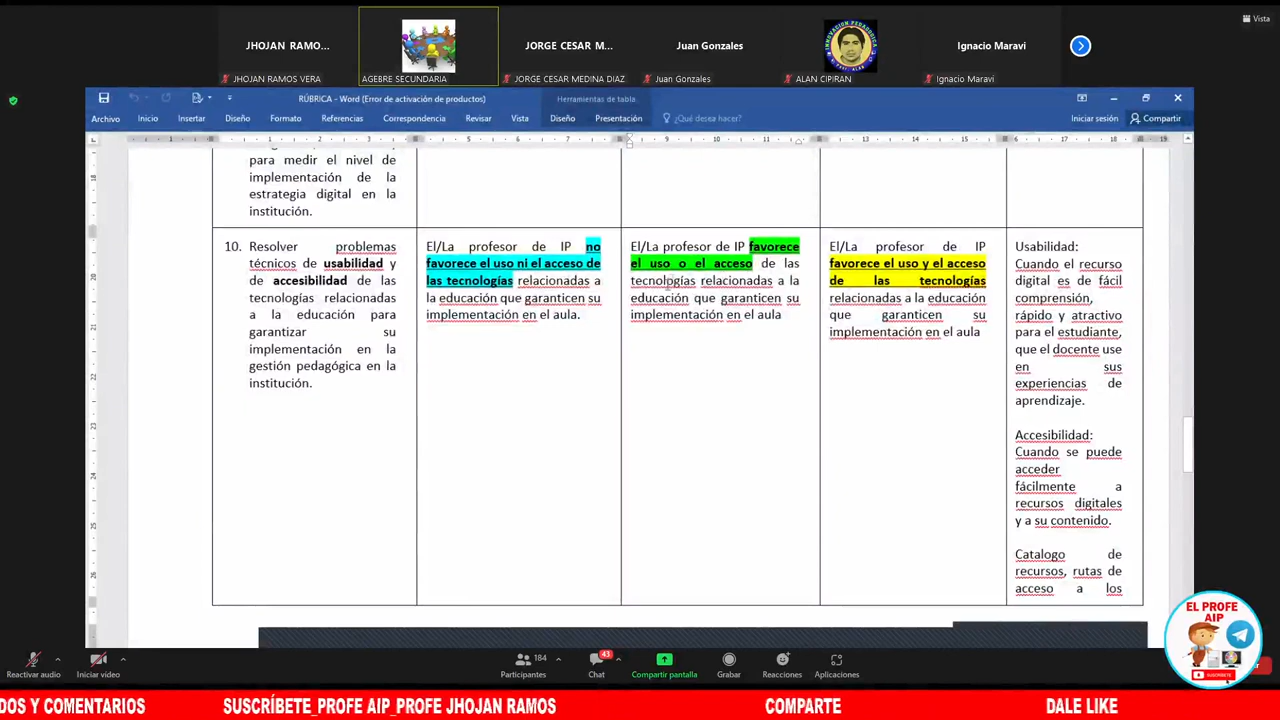 Vista
JHOJAN RAMO...
JORGE CESAR M...
Juan Gonzales
INNOVACIÓN PEDAGÓGICA
Ignacio Maravi
JHOJAN RAMOS VERA
AGEBRE SECUNDARIA
JORGE CESAR MEDINA DIAZ
Juan Gonzales
ALAN CIPIRAN
Ignacio Maravi
RÚBRICA - Word (Error de activación de productos)
Herramientas de tabla
Archivo
Inicio
Insertar
Diseño
Formato
Referencias
Correspondencia
Revisar
Vista
Diseño
Presentación
¿Qué desea hacer?
Iniciar sesión
Compartir
para medir el nivel de
implementación de la
estrategia digital en la
institución.
10. Resolver problemas
técnicos de usabilidad y
de accesibilidad de las
tecnologías relacionadas
a la educación para
garantizar su
implementación en la
gestión pedagógica en la
institución.
El/La profesor de IP no
favorece el uso ni el acceso de
las tecnologías relacionadas a
la educación que garanticen su
implementación en el aula.
El/La profesor de IP favorece
el uso o el acceso de las
tecnologías relacionadas a la
educación que garanticen su
implementación en el aula
El/La profesor de IP
favorece el uso y el acceso
de las tecnologías
relacionadas a la educación
que garanticen su
implementación en el aula
Usabilidad:
Cuando el recurso
digital es de fácil
comprensión,
rápido y atractivo
para el estudiante,
que el docente use
en sus
experiencias de
aprendizaje.
Accesibilidad:
Cuando se puede
acceder
fácilmente a
recursos digitales
y a su contenido.
Catalogo de
recursos, rutas de
acceso a los
EL PROFE
AIP
SUSCRÍBETE
Reactivar audio
Iniciar vídeo
184
Participantes
43
Chat
Compartir pantalla
Grabar
Reacciones
Aplicaciones
DOS Y COMENTARIOS
SUSCRÍBETE_PROFE AIP_PROFE JHOJAN RAMOS
COMPARTE
DALE LIKE